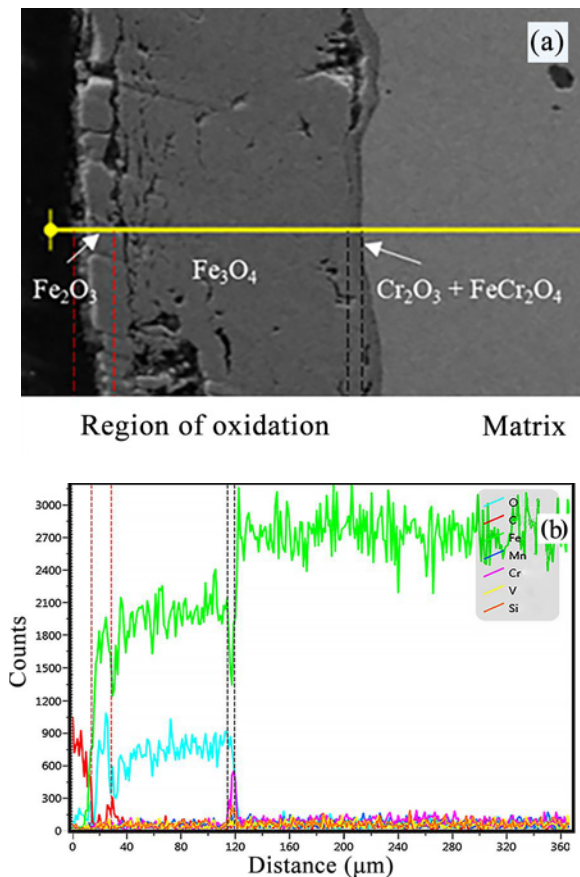 (a)
Fe₂O₃
Fe₃O₄
Cr₂O₃ + FeCr₂O₄
Region of oxidation
Matrix
(b)
O
C
Fe
Mn
Cr
V
Si
3000
2700
2400
2100
1800
1500
1200
900
600
300
0
Counts
0 40 80 120 160 200 240 280 320 360
Distance (μm)